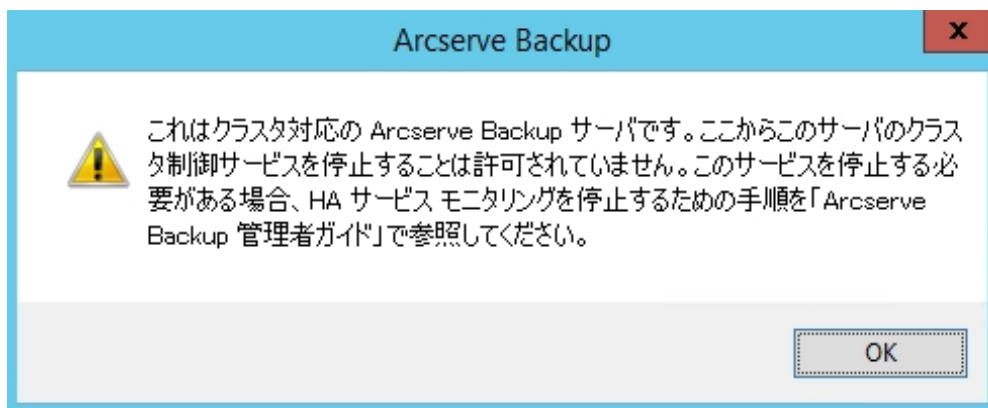 Arcserve Backup
x
これはクラスタ対応の Arcserve Backup サーバです。ここからこのサーバのクラス
タ制御サービスを停止することは許可されていません。このサービスを停止する必
要がある場合、HA サービス モニタリングを停止するための手順を「Arcserve
Backup 管理者ガイド」で参照してください。
OK